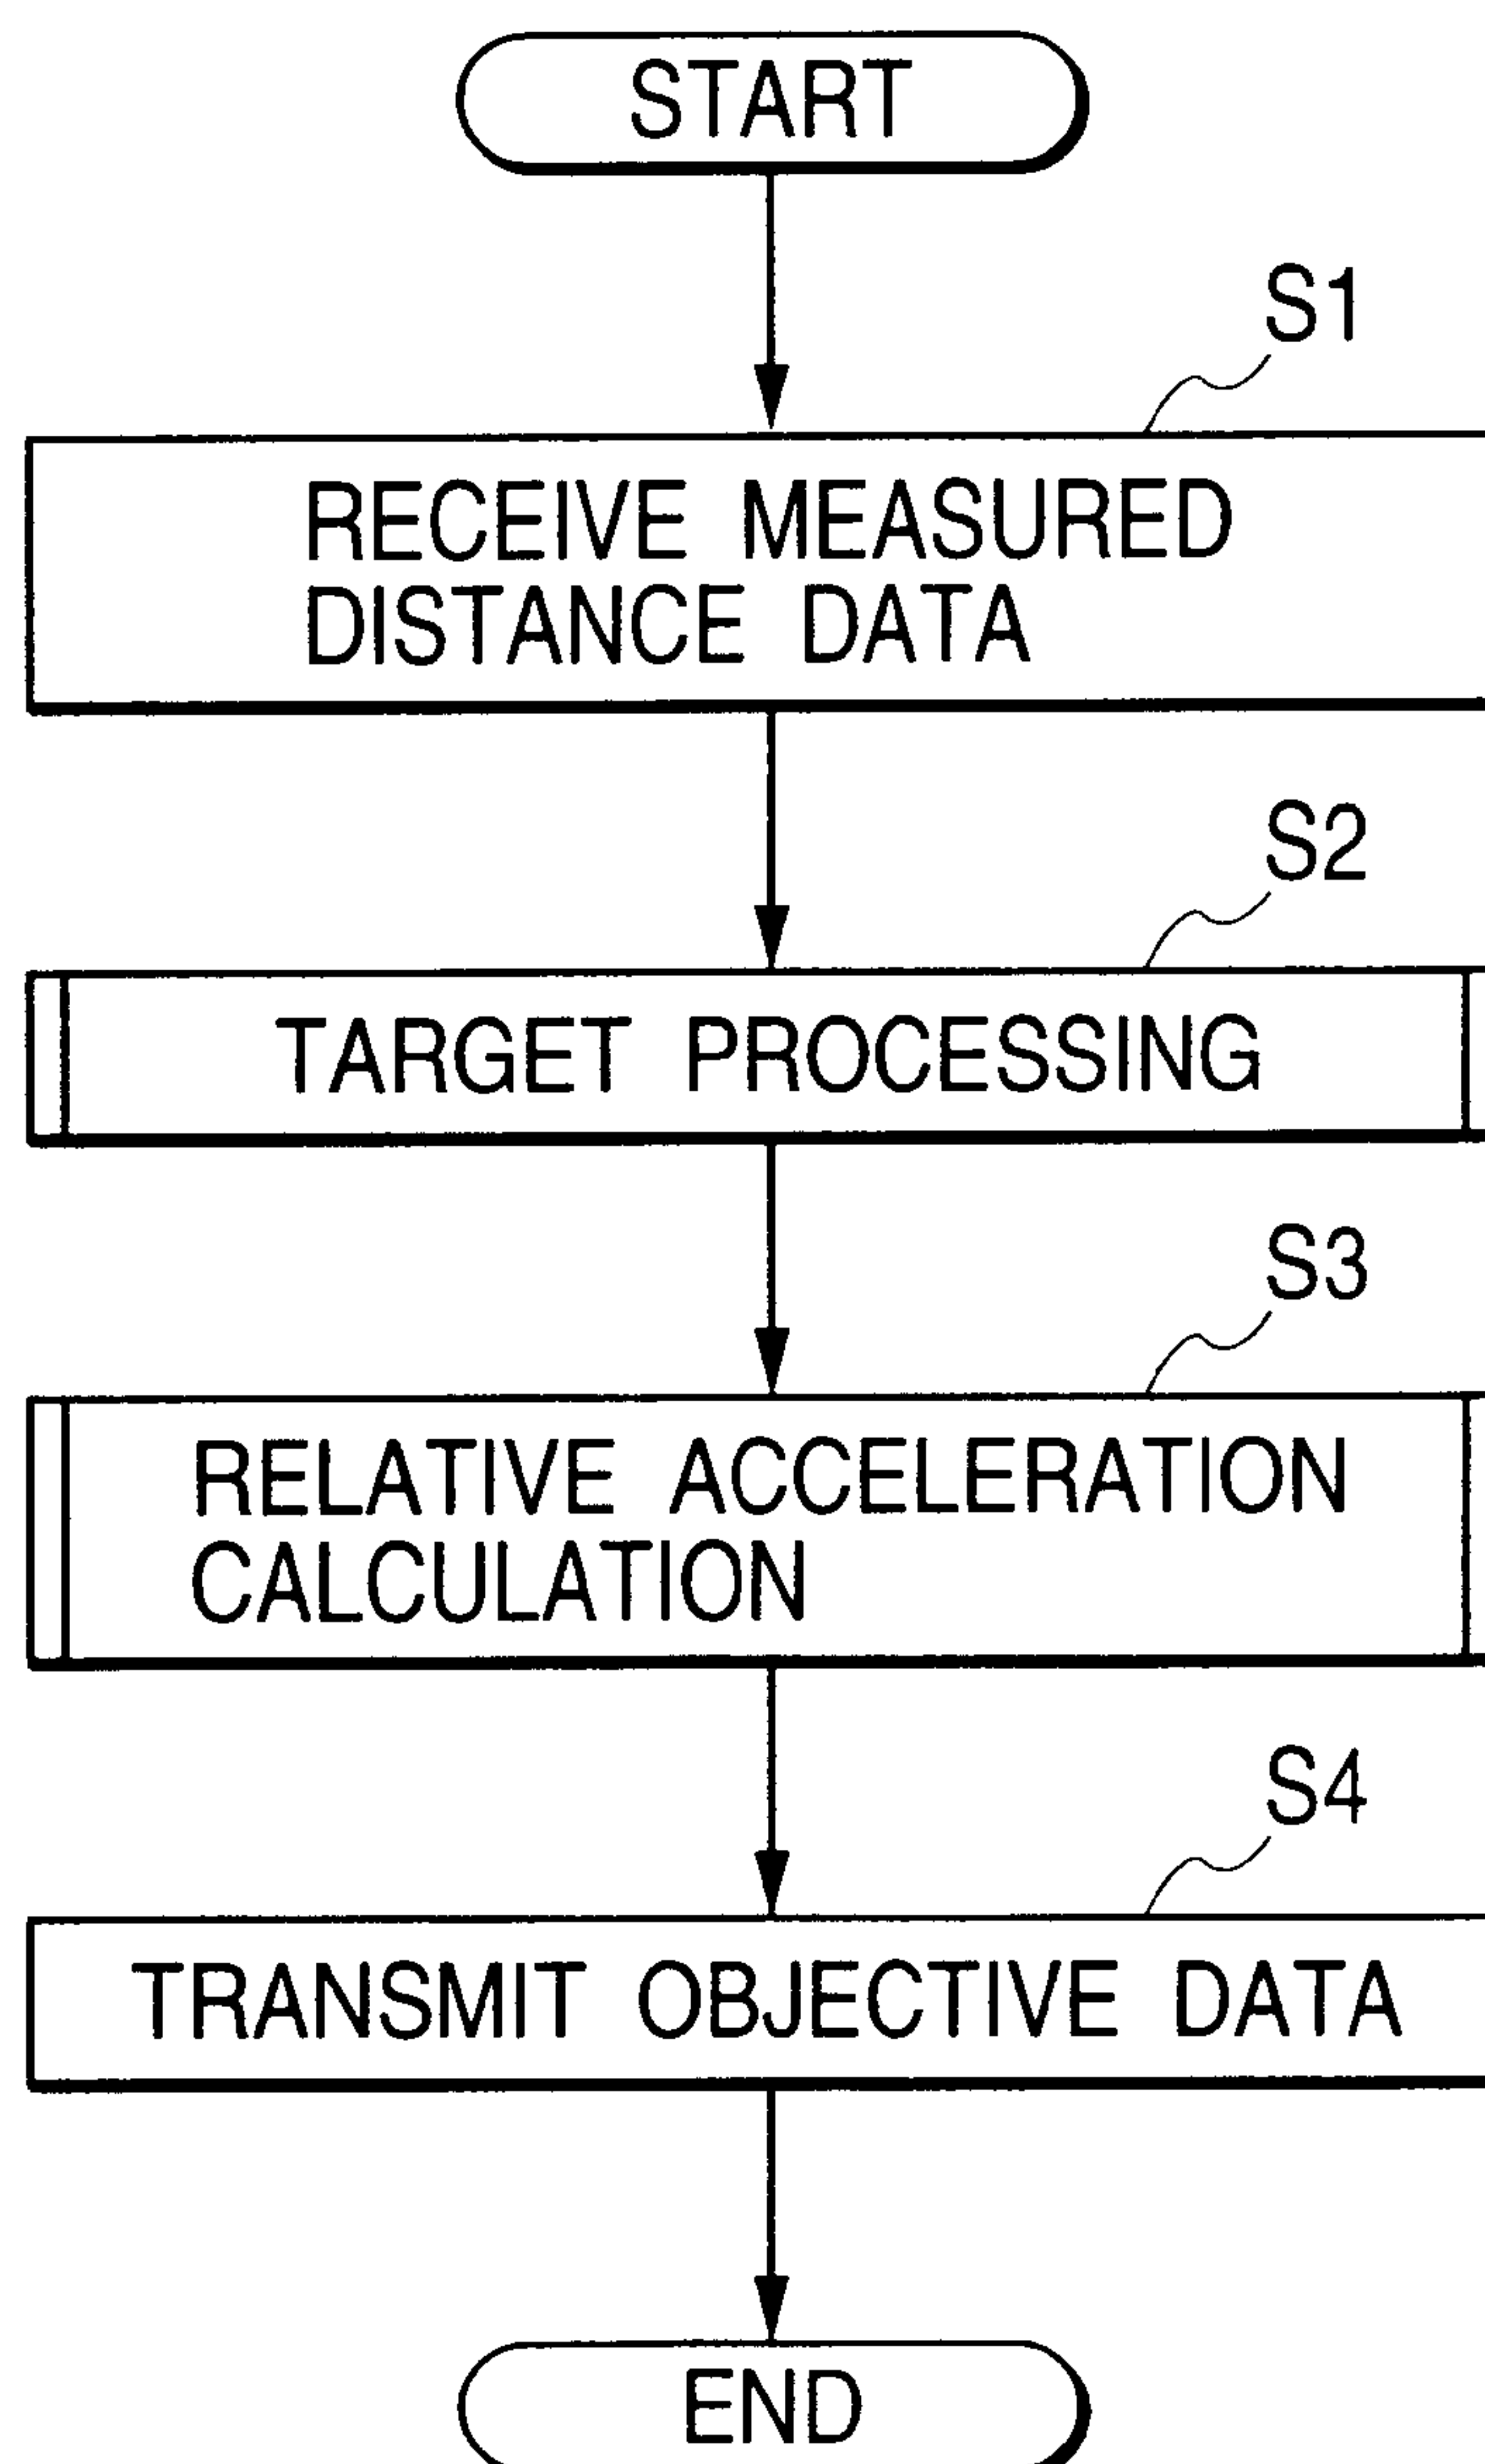 START
S1
RECEIVE MEASURED
DISTANCE DATA
S2
TARGET PROCESSING
S3
RELATIVE ACCELERATION
CALCULATION
S4
TRANSMIT OBJECTIVE DATA
END